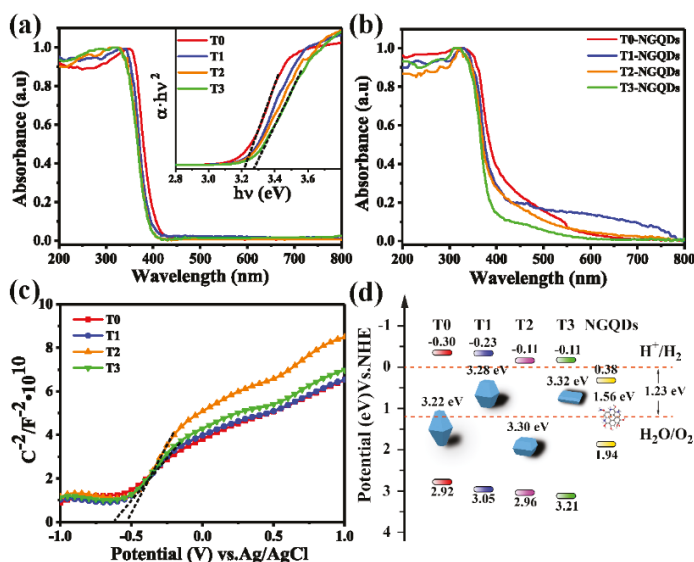 (a)
Absorbance (a.u)
1.0
0.8
0.6
0.4
0.2
0.0
200 300 400 500 600 700 800
Wavelength (nm)
T0
T1
T2
T3
α·hν²
2.8 3.0 3.2 3.4 3.6
hν (eV)
(b)
Absorbance (a.u)
1.0
0.8
0.6
0.4
0.2
0.0
200 300 400 500 600 700 800
Wavelength (nm)
T0-NGQDs
T1-NGQDs
T2-NGQDs
T3-NGQDs
(c)
C⁻²/F⁻²•10¹⁰
10
8
6
4
2
0
-1.0 -0.5 0.0 0.5 1.0
Potential (V) vs.Ag/AgCl
T0
T1
T2
T3
(d)
Potential (eV)Vs.NHE
-1
0
1
2
3
4
T0 T1 T2 T3 NGQDs
-0.30 -0.23 -0.11 -0.11 0.38
H⁺/H₂
3.22 eV 3.28 eV 3.30 eV 3.32 eV 1.56 eV
1.23 eV
H₂O/O₂
2.92 3.05 2.96 3.21 1.94